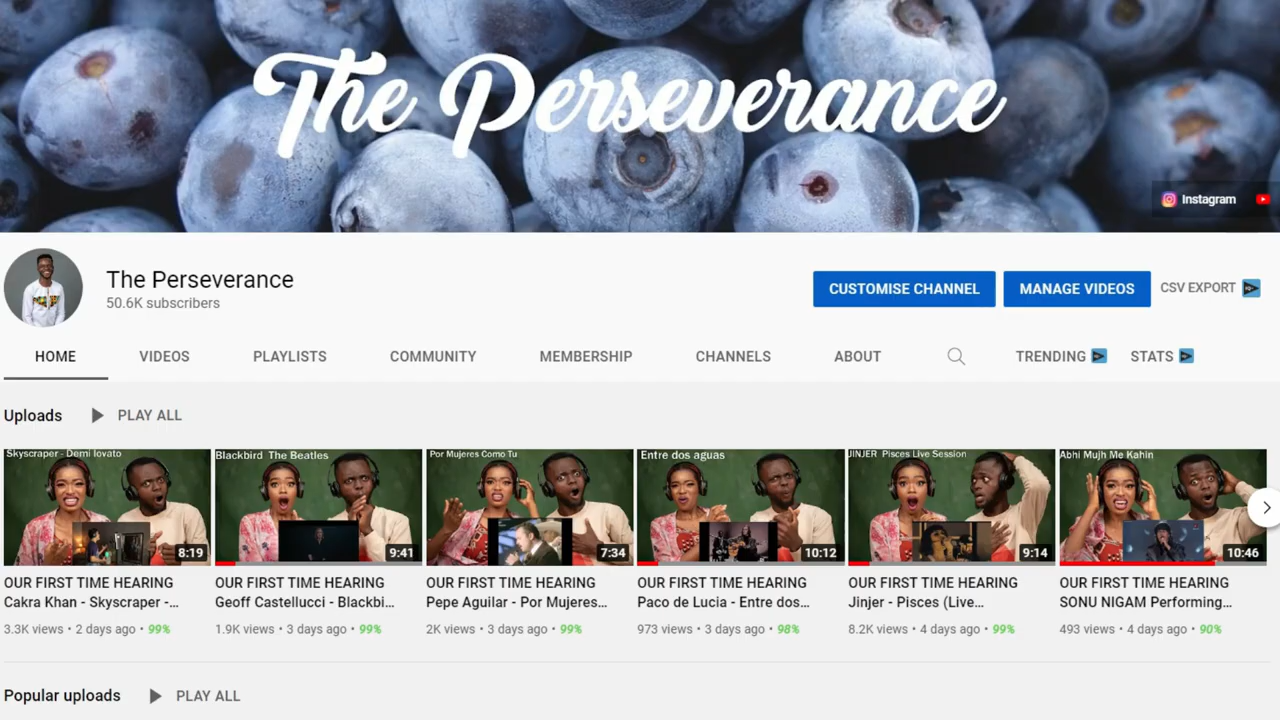 The Perseverance
Instagram
The Perseverance
50.6K subscribers
CUSTOMISE CHANNEL
MANAGE VIDEOS
CSV EXPORT
HOME
VIDEOS
PLAYLISTS
COMMUNITY
MEMBERSHIP
CHANNELS
ABOUT
TRENDING
STATS
Uploads
PLAY ALL
Skyscraper - Demi lovato
8:19
OUR FIRST TIME HEARING
Cakra Khan - Skyscraper -...
3.3K views • 2 days ago • 99%
Blackbird The Beatles
9:41
OUR FIRST TIME HEARING
Geoff Castellucci - Blackbi...
1.9K views • 3 days ago • 99%
Por Mujeres Como Tu
7:34
OUR FIRST TIME HEARING
Pepe Aguilar - Por Mujeres...
2K views • 3 days ago • 99%
Entre dos aguas
10:12
OUR FIRST TIME HEARING
Paco de Lucia - Entre dos...
973 views • 3 days ago • 98%
JINJER Pisces Live Session
9:14
OUR FIRST TIME HEARING
Jinjer - Pisces (Live...
8.2K views • 4 days ago • 99%
Abhi Mujh Me Kahin
10:46
OUR FIRST TIME HEARING
SONU NIGAM Performing...
493 views • 4 days ago • 90%
Popular uploads
PLAY ALL